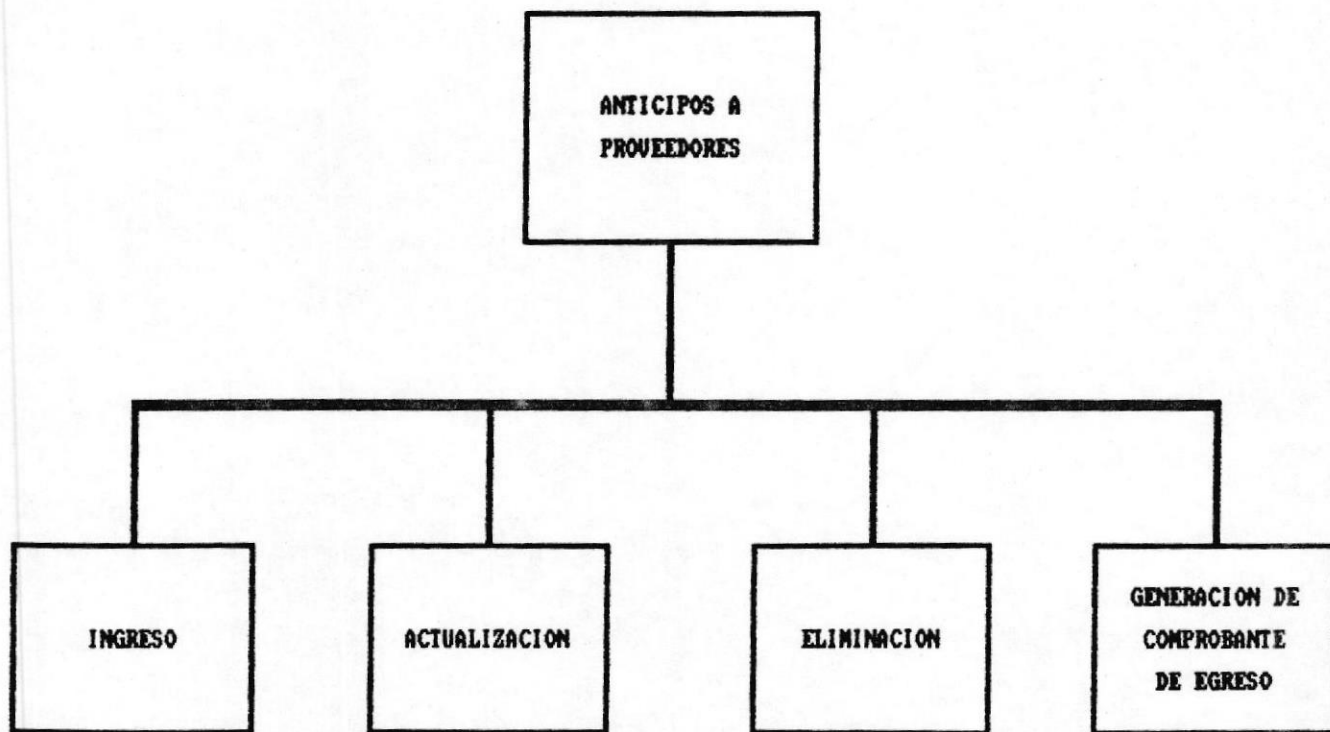 ANTICIPOS A
PROVEEDORES
INGRESO
ACTUALIZACION
ELIMINACION
GENERACION DE
COMPROBANTE
DE EGRESO